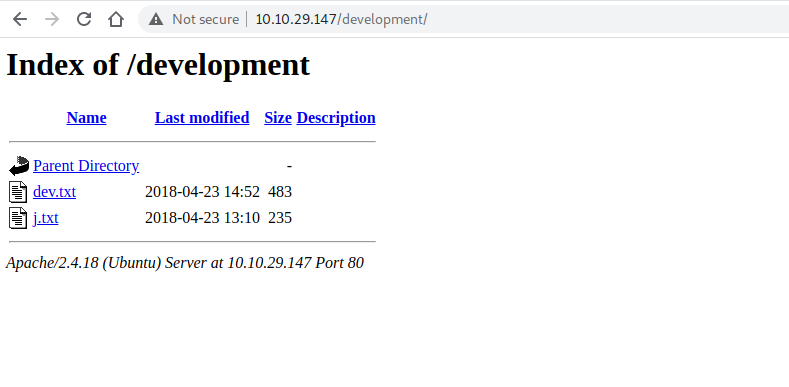 Not secure 10.10.29.147/development/
Index of /development
Name Last modified Size Description
Parent Directory -
dev.txt 2018-04-23 14:52 483
j.txt 2018-04-23 13:10 235
Apache/2.4.18 (Ubuntu) Server at 10.10.29.147 Port 80